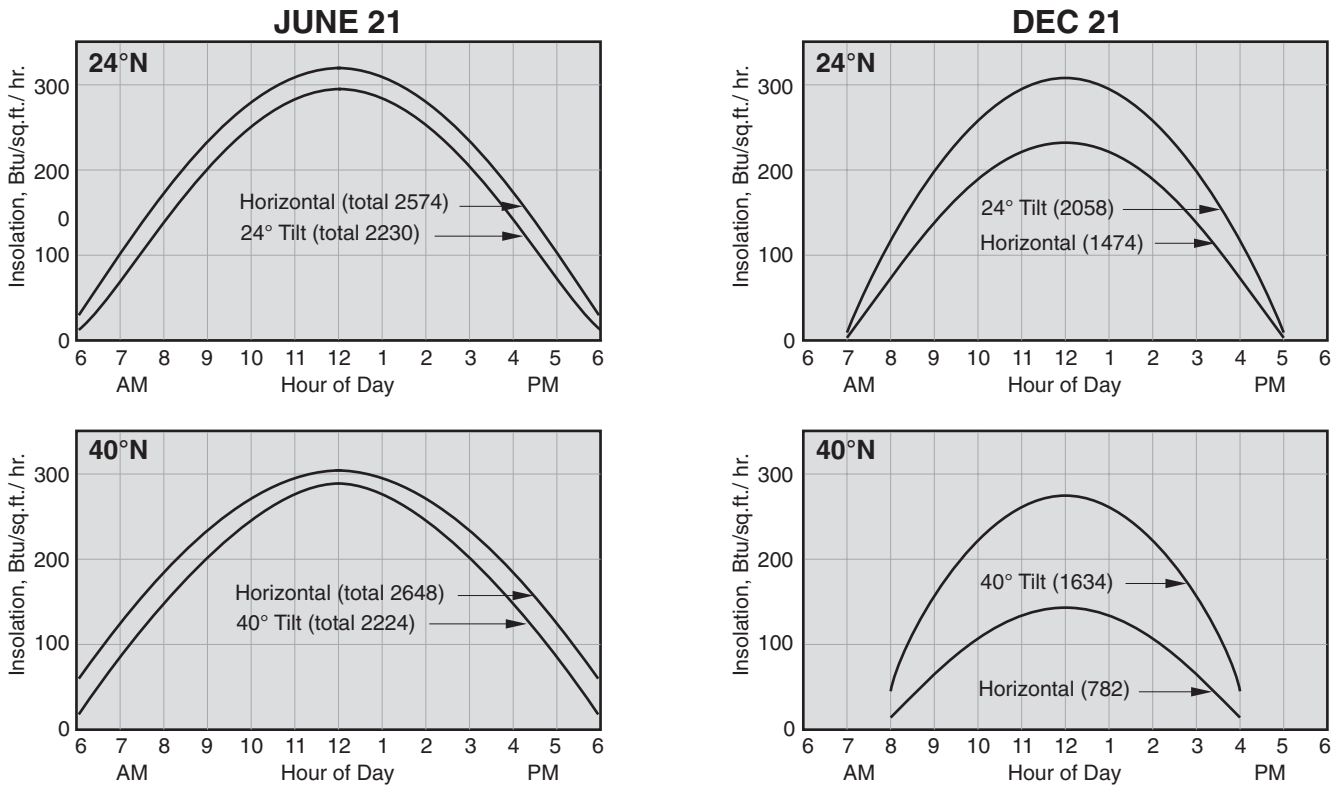 JUNE 21
24°N
Insolation, Btu/sq.ft./ hr.
300
200
0
100
0
Horizontal (total 2574)
24° Tilt (total 2230)
6 7 8 9 10 11 12 1 2 3 4 5 6
AM Hour of Day PM
DEC 21
24°N
Insolation, Btu/sq.ft./ hr.
300
200
100
0
24° Tilt (2058)
Horizontal (1474)
6 7 8 9 10 11 12 1 2 3 4 5 6
AM Hour of Day PM
40°N
Insolation, Btu/sq.ft./ hr.
300
200
100
0
Horizontal (total 2648)
40° Tilt (total 2224)
6 7 8 9 10 11 12 1 2 3 4 5 6
AM Hour of Day PM
40°N
Insolation, Btu/sq.ft./ hr.
300
200
100
0
40° Tilt (1634)
Horizontal (782)
6 7 8 9 10 11 12 1 2 3 4 5 6
AM Hour of Day PM